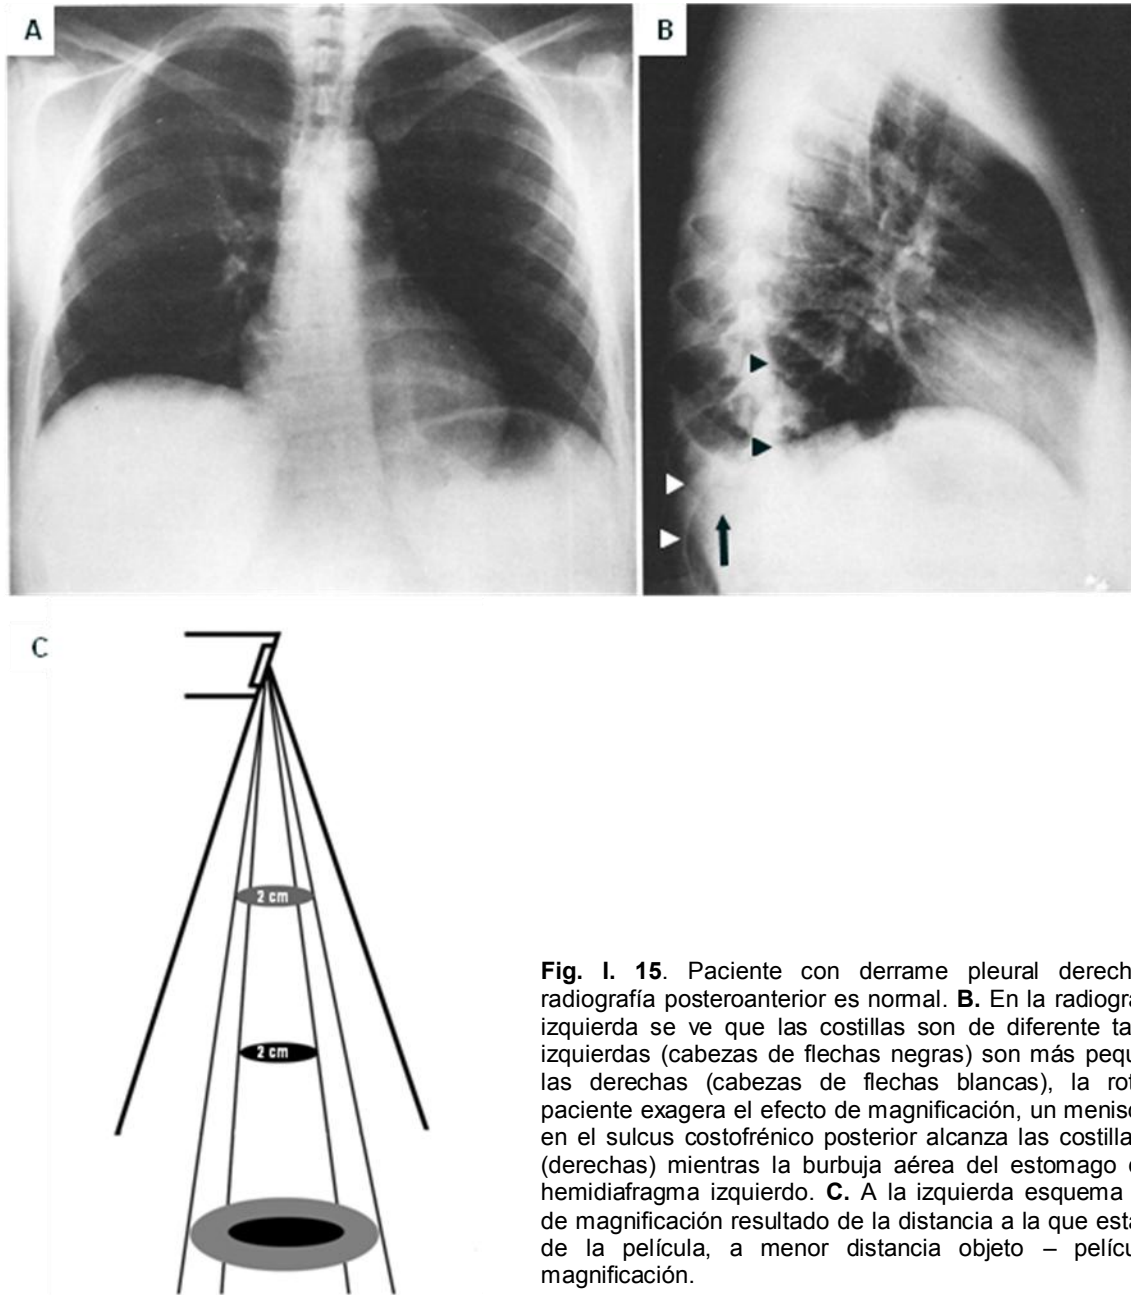 A
B
C
2 cm
2 cm
Fig. I. 15. Paciente con derrame pleural derech
radiografía posteroanterior es normal. B. En la radiogra
izquierda se ve que las costillas son de diferente ta
izquierdas (cabezas de flechas negras) son más pequ
las derechas (cabezas de flechas blancas), la rot
paciente exagera el efecto de magnificación, un menisc
en el sulcus costofrénico posterior alcanza las costilla
(derechas) mientras la burbuja aérea del estomago
hemidiafragma izquierdo. C. A la izquierda esquema
de magnificación resultado de la distancia a la que esta
de la película, a menor distancia objeto – pelícu
magnificación.